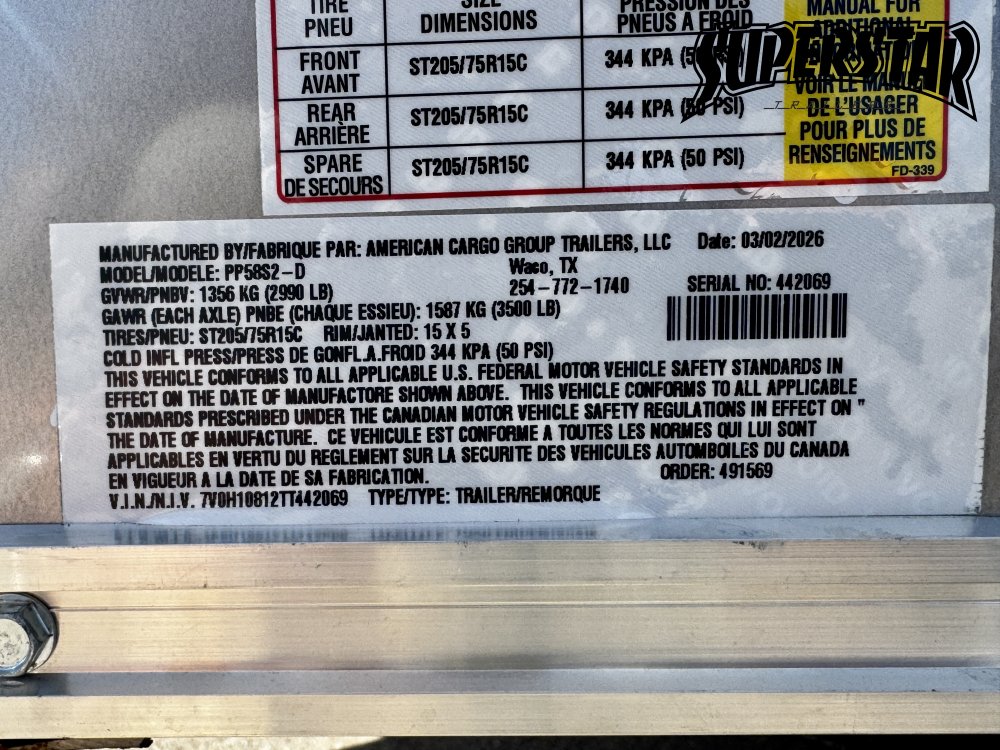 TIRE SIZE PRESSION DES MANUAL FOR
PNEU DIMENSIONS PNEUS A FROID ADDITIONAL
FRONT ST205/75R15C 344 KPA
AVANT VOIR LE
REAR ST205/75R15C 344 KPA (50 PSI) DE L'USAGER
ARRIÈRE POUR PLUS DE
SPARE ST205/75R15C 344 KPA (50 PSI) RENSEIGNEMENTS
DE SECOURS FD-339
SUPERSTAR
MANUFACTURED BY/FABRIQUE PAR: AMERICAN CARGO GROUP TRAILERS, LLC Date: 03/02/2026
MODEL/MODELE: PP58S2-D Waco, TX
GVWR/PNBV: 1356 KG (2990 LB) 254-772-1740 SERIAL NO: 442069
GAWR (EACH AXLE) PNBE (CHAQUE ESSIEU): 1587 KG (3500 LB)
TIRES/PNEU: ST205/75R15C RIM/JANTED: 15 X 5
COLD INFL PRESS/PRESS DE GONFL.A.FROID 344 KPA (50 PSI)
THIS VEHICLE CONFORMS TO ALL APPLICABLE U.S. FEDERAL MOTOR VEHICLE SAFETY STANDARDS IN
EFFECT ON THE DATE OF MANUFACTORE SHOWN ABOVE. THIS VEHICLE CONFORMS TO ALL APPLICABLE
STANDARDS PRESCRIBED UNDER THE CANADIAN MOTOR VEHICLE SAFETY REGULATIONS IN EFFECT ON "
THE DATE OF MANUFACTURE. CE VEHICULE EST CONFORME A TOUTES LES NORMES QUI LUI SONT
APPLICABLES EN VERTU DU REGLEMENT SUR LA SECURITE DES VEHICULES AUTOMBOILES DU CANADA
EN VIGUEUR A LA DATE DE SA FABRICATION. ORDER: 491569
V.I.N./N.I.V. 7V0H10812TT442069 TYPE/TYPE: TRAILER/REMORQUE